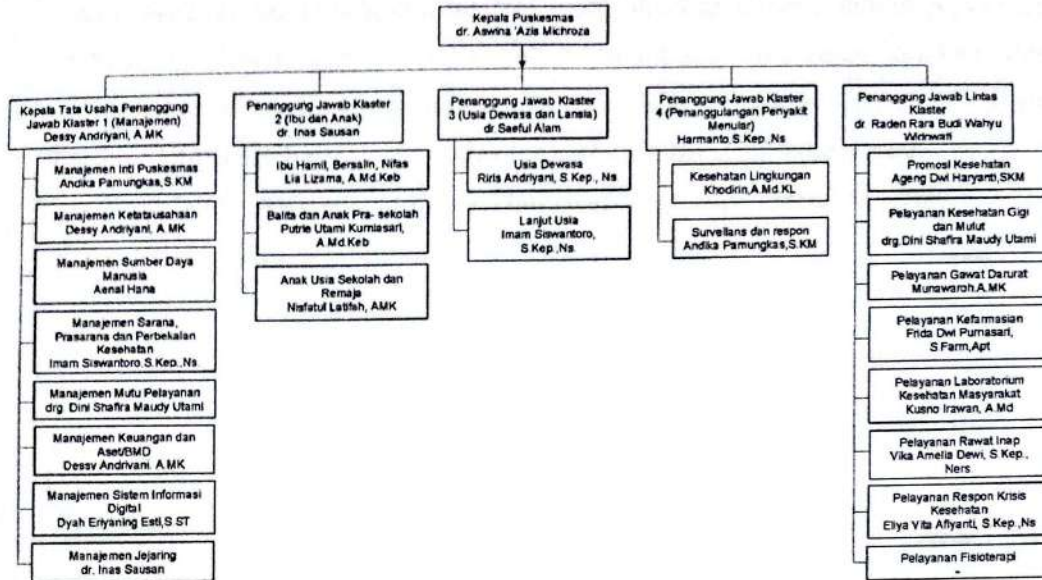 Kepala Puskesmas
dr. Aswina 'Azis Michroza
Kepala Tata Usaha Penanggung
Jawab Klaster 1 (Manajemen)
Dessy Andriyani, A MK
Manajemen Inti Puskesmas
Andika Pamungkas, S.KM
Manajemen Ketatausahaan
Dessy Andriyani, A MK
Manajemen Sumber Daya
Manusia
Aenal Hana
Manajemen Sarana,
Prasarana dan Perbekalan
Kesehatan
Imam Siswantoro,S.Kep.,Ns.
Manajemen Mutu Pelayanan
drg. Dini Shafira Maudy Utami
Manajemen Keuangan dan
Aset/BMD
Dessy Andriyani. A.MK
Manajemen Sistem Informasi
Digital
Dyah Eriyaning Esti,S ST
Manajemen Jejaring
dr. Inas Sausan
Penanggung Jawab Klaster
2 (Ibu dan Anak)
dr. Inas Sausan
Ibu Hamil, Bersalin, Nifas
Lia Lizama, A.Md.Keb
Balita dan Anak Pra- sekolah
Putrie Utami Kurniasari,
A.Md.Keb
Anak Usia Sekolah dan
Remaja
Nisfatul Latifah, AMK
Penanggung Jawab Klaster
3 (Usia Dewasa dan Lansia)
dr Saeful Alam
Usia Dewasa
Riris Andriyani, S Kep., Ns
Lanjut Usia
Imam Siswantoro,
S.Kep.,Ns.
Penanggung Jawab Klaster
4 (Penanggulangan Penyakit
Menular)
Harmanto,S.Kep.,Ns
Kesehatan Lingkungan
Khodirin,A.Md.KL
Surveilans dan respon
Andika Pamungkas,S.KM
Penanggung Jawab Lintas
Klaster
dr. Raden Rara Budi Wahyu
Widowati
Promosi Kesehatan
Ageng Dwi Haryanti,SKM
Pelayanan Kesehatan Gigi
dan Mulut
drg.Dini Shafira Maudy Utami
Pelayanan Gawat Darurat
Munawaroh.A.MK
Pelayanan Kefarmasian
Frida Dwi Purnasari,
S.Farm,Apt
Pelayanan Laboratorium
Kesehatan Masyarakat
Kusno Irawan, A.Md
Pelayanan Rawat Inap
Vika Amelia Dewi, S Kep.,
Ners
Pelayanan Respon Krisis
Kesehatan
Eliya Vita Afiyanti, S.Kep.,Ns
Pelayanan Fisioterapi
-